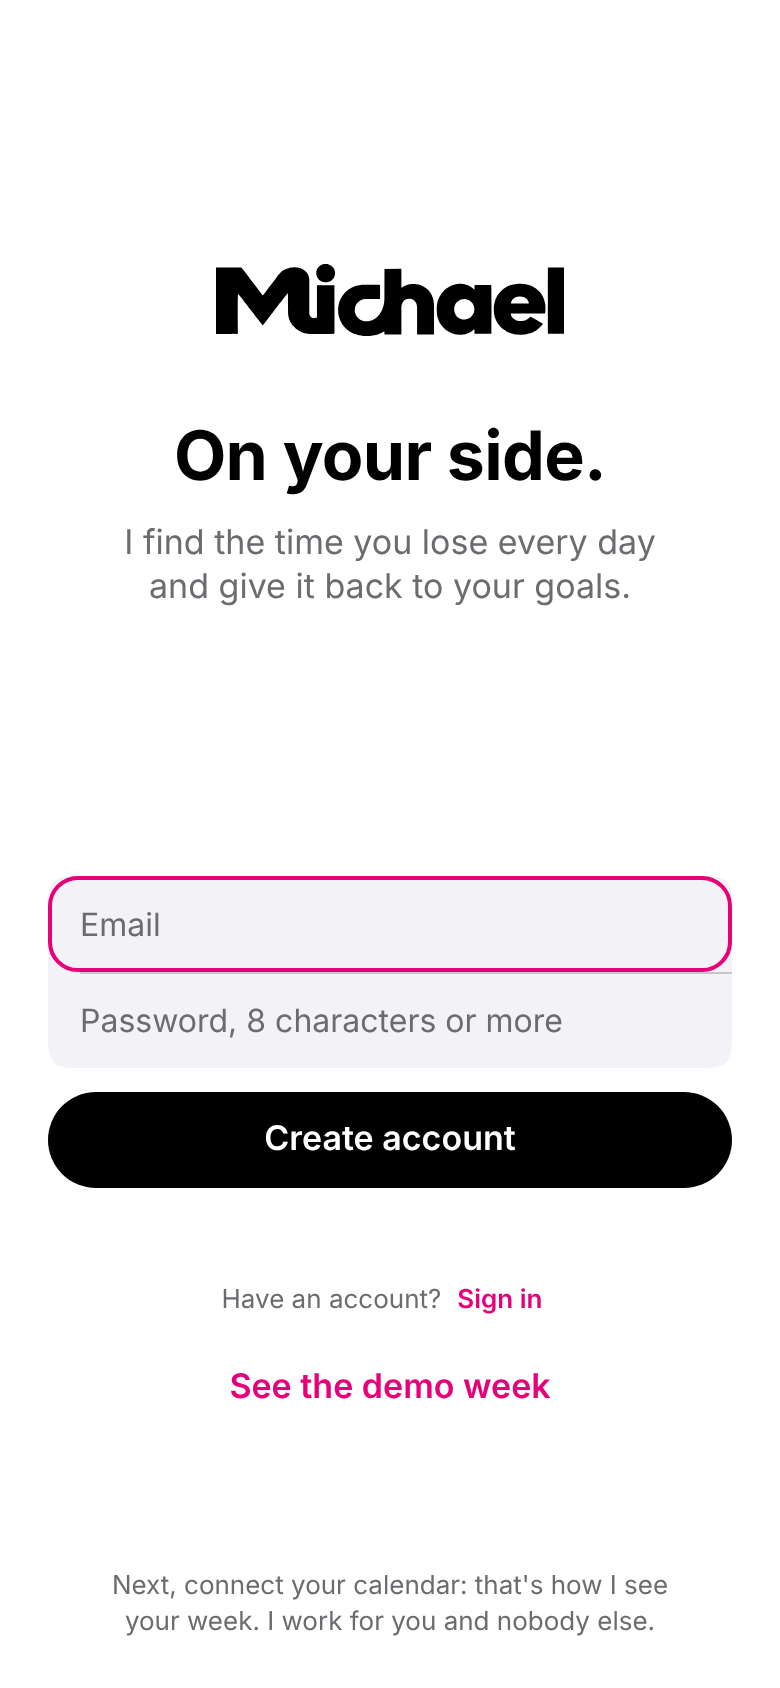 Michael
On your side.
I find the time you lose every day
and give it back to your goals.
Email
Password, 8 characters or more
Create account
Have an account? Sign in
See the demo week
Next, connect your calendar: that's how I see
your week. I work for you and nobody else.